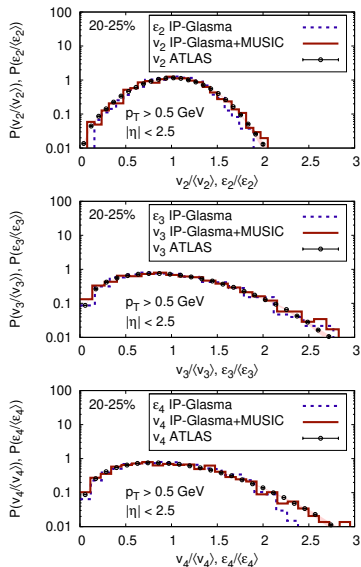 P(v2/⟨v2⟩), P(ε2/⟨ε2⟩)
100
10
1
0.1
0.01
20-25%
ε2 IP-Glasma
v2 IP-Glasma+MUSIC
v2 ATLAS
pT > 0.5 GeV
|η| < 2.5
0 0.5 1 1.5 2 2.5 3
v2/⟨v2⟩, ε2/⟨ε2⟩
P(v3/⟨v3⟩), P(ε3/⟨ε3⟩)
100
10
1
0.1
0.01
20-25%
ε3 IP-Glasma
v3 IP-Glasma+MUSIC
v3 ATLAS
pT > 0.5 GeV
|η| < 2.5
0 0.5 1 1.5 2 2.5 3
v3/⟨v3⟩, ε3/⟨ε3⟩
P(v4/⟨v4⟩), P(ε4/⟨ε4⟩)
100
10
1
0.1
0.01
20-25%
ε4 IP-Glasma
v4 IP-Glasma+MUSIC
v4 ATLAS
pT > 0.5 GeV
|η| < 2.5
0 0.5 1 1.5 2 2.5 3
v4/⟨v4⟩, ε4/⟨ε4⟩